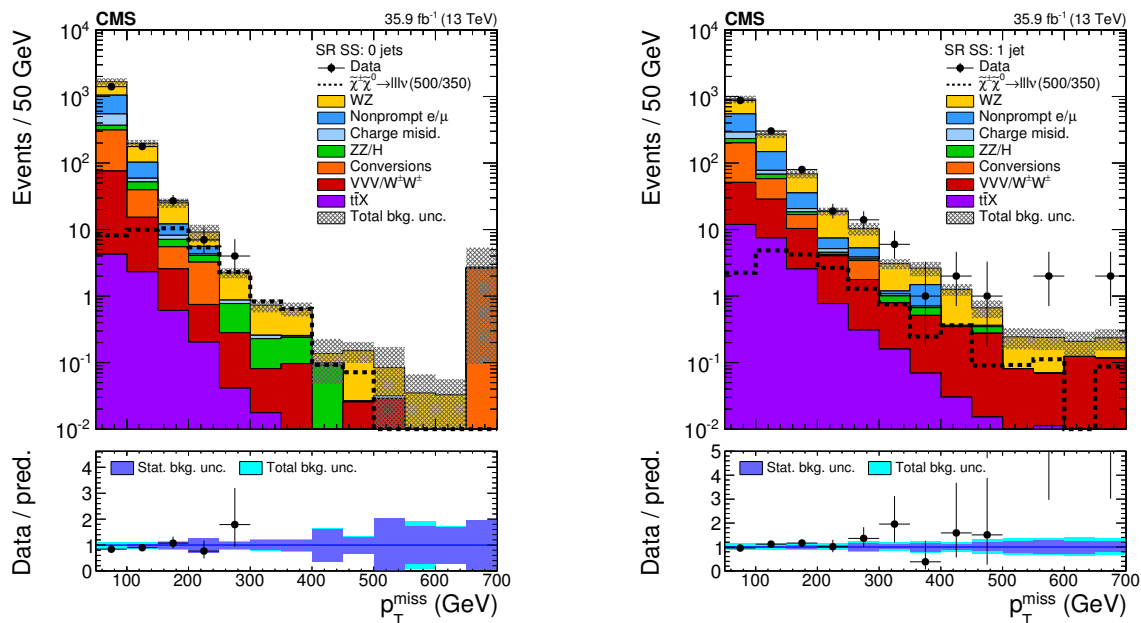 CMS 35.9 fb⁻¹ (13 TeV)
Events / 50 GeV
10⁴
10³
10²
10
1
10⁻¹
10⁻²
SR SS: 0 jets
Data
χ̃±χ̃⁰→lllν(500/350)
WZ
Nonprompt e/μ
Charge misid.
ZZ/H
Conversions
VVV/W±W±
tt̄X
Total bkg. unc.
Data / pred.
4
3
2
1
0
Stat. bkg. unc. Total bkg. unc.
100 200 300 400 500 600 700
p_T^miss (GeV)
CMS 35.9 fb⁻¹ (13 TeV)
Events / 50 GeV
10⁴
10³
10²
10
1
10⁻¹
10⁻²
SR SS: 1 jet
Data
χ̃±χ̃⁰→lllν(500/350)
WZ
Nonprompt e/μ
Charge misid.
ZZ/H
Conversions
VVV/W±W±
tt̄X
Total bkg. unc.
Data / pred.
5
4
3
2
1
0
Stat. bkg. unc. Total bkg. unc.
100 200 300 400 500 600 700
p_T^miss (GeV)